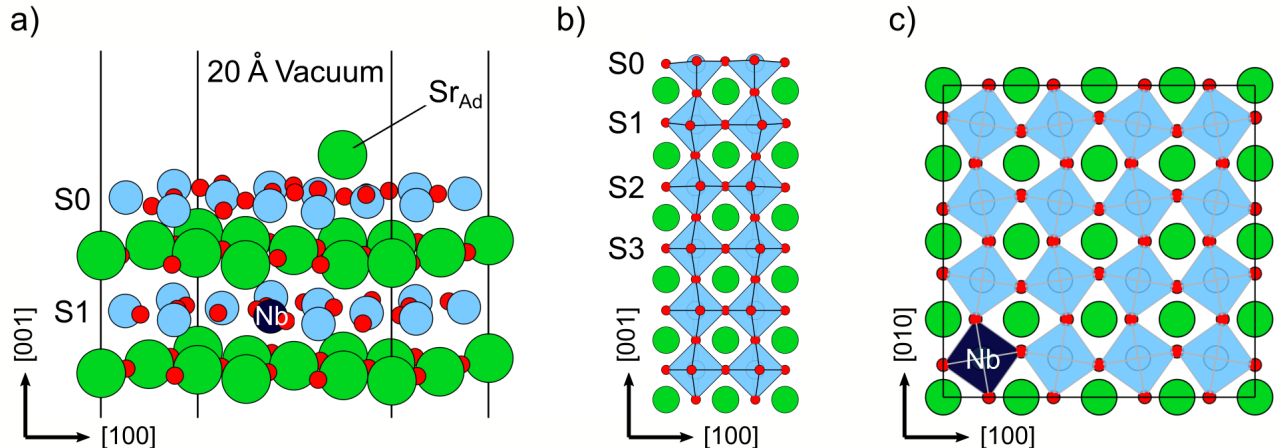 a)
20 Å Vacuum
Sr_Ad
S0
S1
Nb
[001]
[100]
b)
S0
S1
S2
S3
[001]
[100]
c)
Nb
[010]
[100]